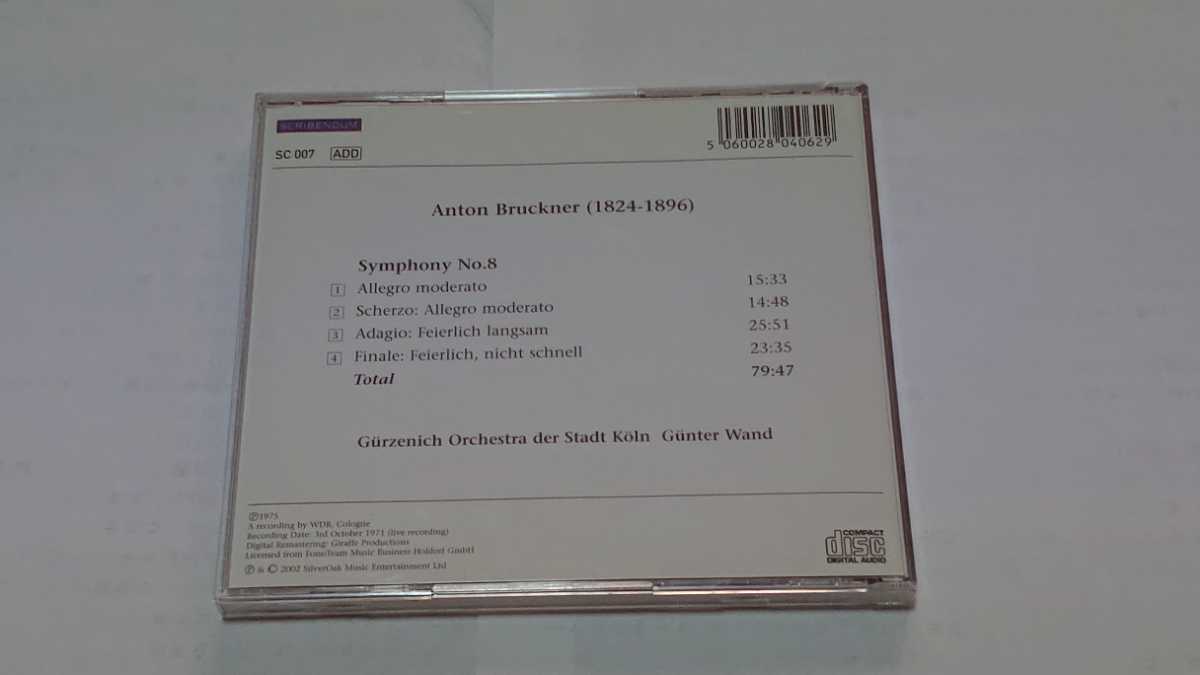 SCRIBENDUM
SC 007 ADD
5 060028 040629
Anton Bruckner (1824-1896)
Symphony No.8
1 Allegro moderato 15:33
2 Scherzo: Allegro moderato 14:48
3 Adagio: Feierlich langsam 25:51
4 Finale: Feierlich, nicht schnell 23:35
Total 79:47
Gürzenich Orchestra der Stadt Köln Günter Wand
℗1975
A recording by WDR, Cologne
Recording Date: 3rd October 1971 (live recording)
Digital Remastering: Giraffe Productions
Licensed from FoneTeam Music Business Holdorf GmbH
℗ & © 2002 SilverOak Music Entertainment Ltd
COMPACT
disc
DIGITAL AUDIO